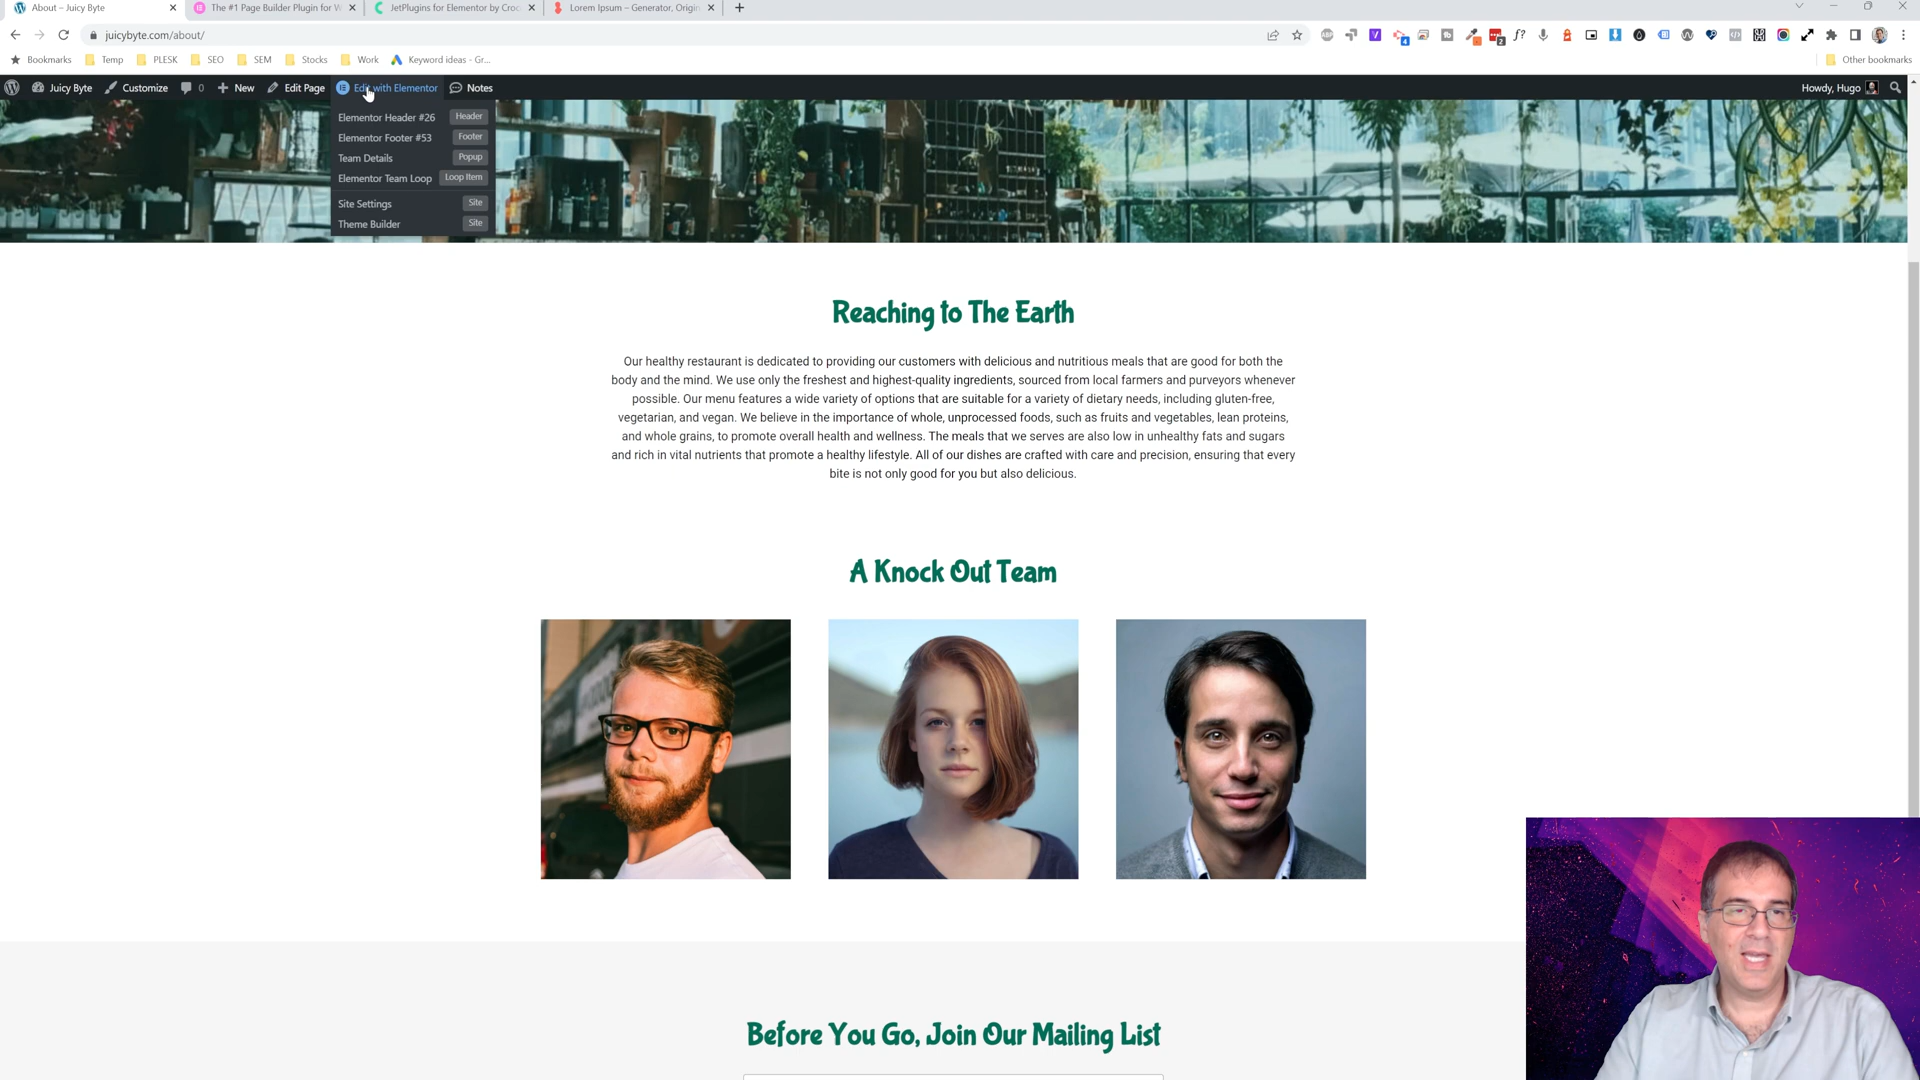 About – Juicy Byte
The #1 Page Builder Plugin for W
JetPlugins for Elementor by Croc
Lorem Ipsum – Generator, Origin
juicybyte.com/about/
Bookmarks
Temp
PLESK
SEO
SEM
Stocks
Work
Keyword ideas - Gr...
Other bookmarks
Juicy Byte
Customize
0
New
Edit Page
Edit with Elementor
Notes
Howdy, Hugo
Elementor Header #26 Header
Elementor Footer #53 Footer
Team Details Popup
Elementor Team Loop Loop Item
Site Settings Site
Theme Builder Site
Reaching to The Earth
Our healthy restaurant is dedicated to providing our customers with delicious and nutritious meals that are good for both the
body and the mind. We use only the freshest and highest-quality ingredients, sourced from local farmers and purveyors whenever
possible. Our menu features a wide variety of options that are suitable for a variety of dietary needs, including gluten-free,
vegetarian, and vegan. We believe in the importance of whole, unprocessed foods, such as fruits and vegetables, lean proteins,
and whole grains, to promote overall health and wellness. The meals that we serves are also low in unhealthy fats and sugars
and rich in vital nutrients that promote a healthy lifestyle. All of our dishes are crafted with care and precision, ensuring that every
bite is not only good for you but also delicious.
A Knock Out Team
Before You Go, Join Our Mailing List